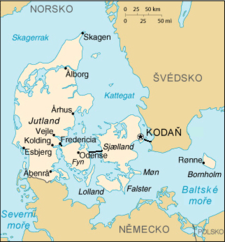 NORSKO
0 25 50 km
0 25 50 mi
Skagen
Skagerrak
ŠVÉDSKO
Ålborg
Kattegat
Århus
Jutland
KODAŇ
Vejle
Kolding
Fredericia
Sjælland
Esbjerg
Odense
Fyn
Rønne
Møn
Bornholm
Åbenrå
Falster
Lolland
Baltské
moře
Severní
moře
NĚMECKO
POLSKO